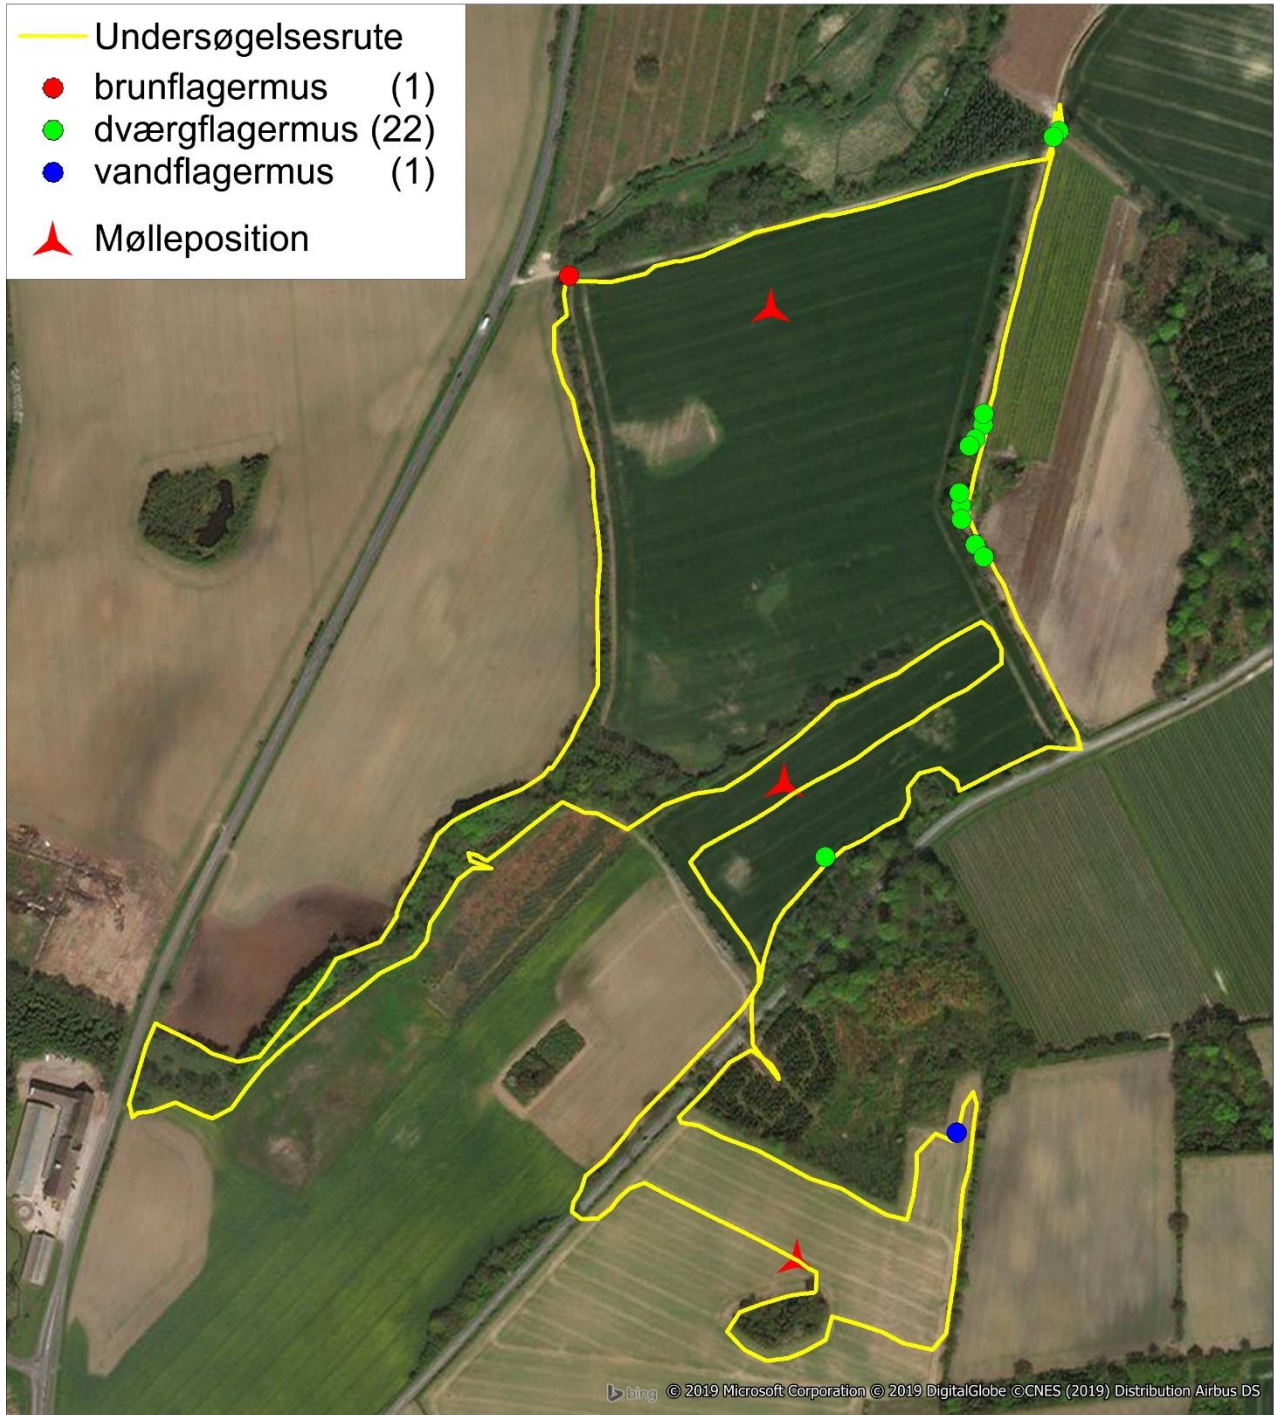 Undersøgelsesrute
brunflagermus (1)
dværgflagermus (22)
vandflagermus (1)
Mølleposition
bing © 2019 Microsoft Corporation © 2019 DigitalGlobe ©CNES (2019) Distribution Airbus DS